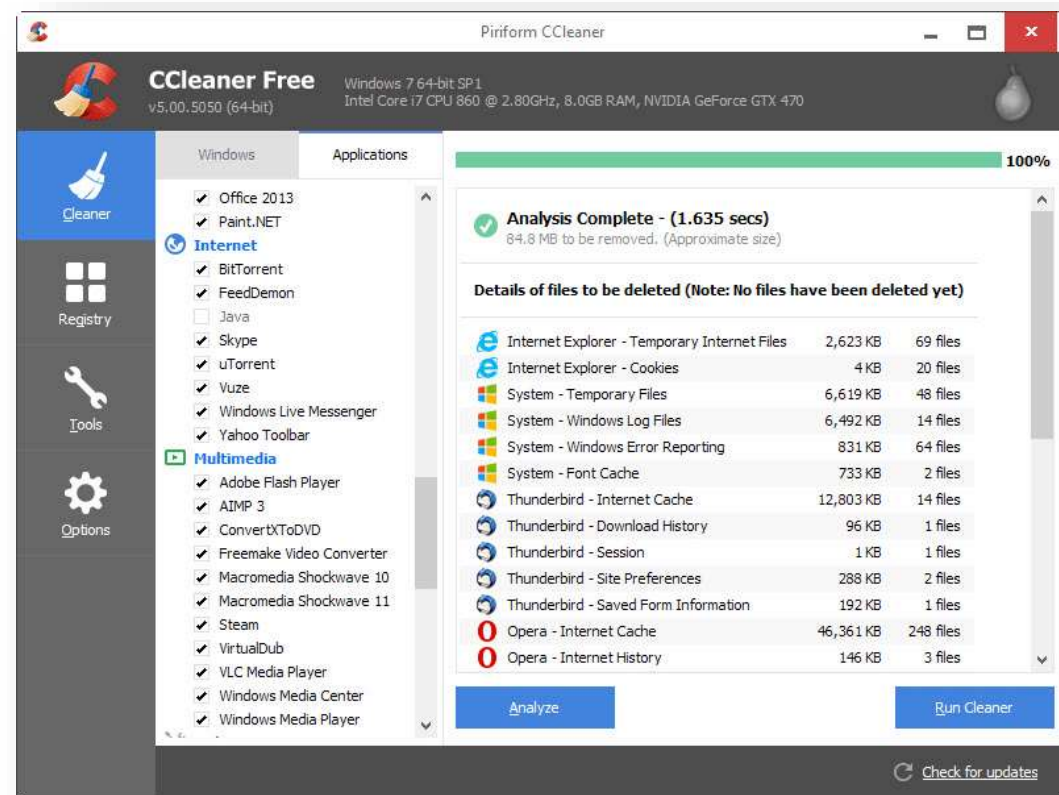 Piriform CCleaner
CCleaner Free
v5.00.5050 (64-bit)
Windows 7 64-bit SP1
Intel Core i7 CPU 860 @ 2.80GHz, 8.0GB RAM, NVIDIA GeForce GTX 470
Cleaner
Registry
Tools
Options
Windows
Applications
Office 2013
Paint.NET
Internet
BitTorrent
FeedDemon
Java
Skype
uTorrent
Vuze
Windows Live Messenger
Yahoo Toolbar
Multimedia
Adobe Flash Player
AIMP 3
ConvertXToDVD
Freemake Video Converter
Macromedia Shockwave 10
Macromedia Shockwave 11
Steam
VirtualDub
VLC Media Player
Windows Media Center
Windows Media Player
100%
Analysis Complete - (1.635 secs)
84.8 MB to be removed. (Approximate size)
Details of files to be deleted (Note: No files have been deleted yet)
Internet Explorer - Temporary Internet Files 2,623 KB 69 files
Internet Explorer - Cookies 4 KB 20 files
System - Temporary Files 6,619 KB 48 files
System - Windows Log Files 6,492 KB 14 files
System - Windows Error Reporting 831 KB 64 files
System - Font Cache 733 KB 2 files
Thunderbird - Internet Cache 12,803 KB 14 files
Thunderbird - Download History 96 KB 1 files
Thunderbird - Session 1 KB 1 files
Thunderbird - Site Preferences 288 KB 2 files
Thunderbird - Saved Form Information 192 KB 1 files
Opera - Internet Cache 46,361 KB 248 files
Opera - Internet History 146 KB 3 files
Analyze
Run Cleaner
Check for updates